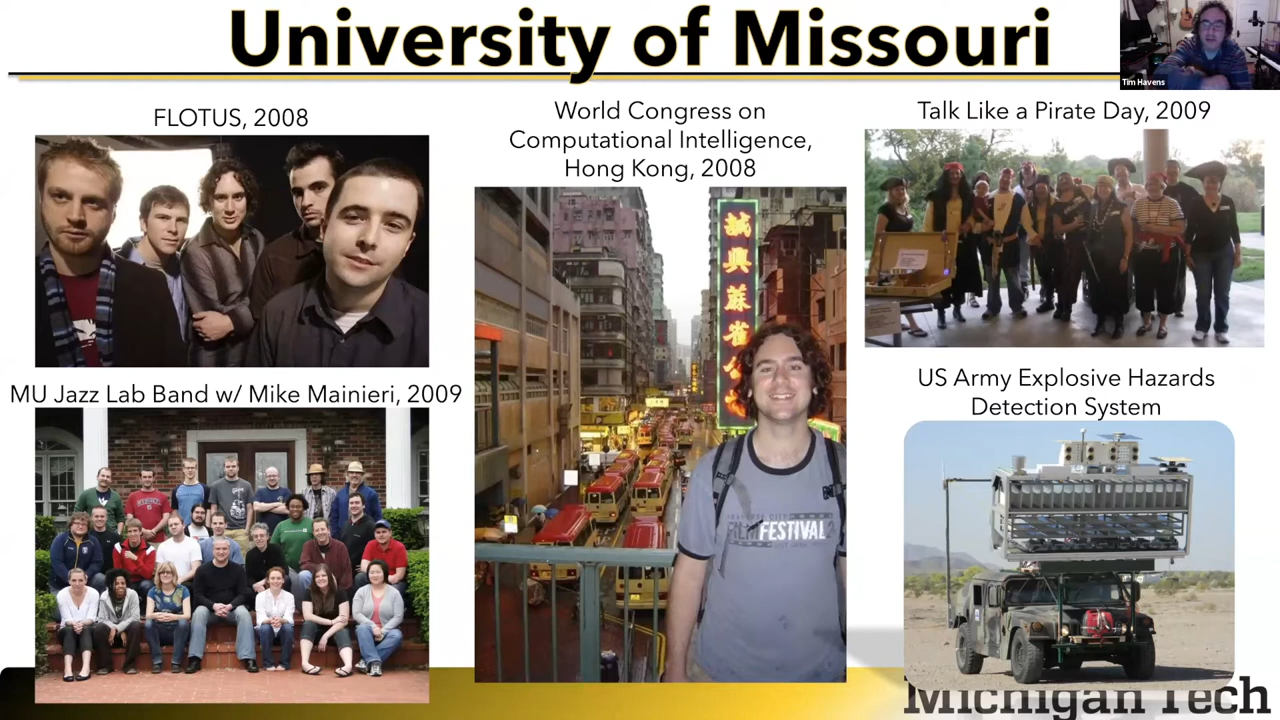 University of Missouri
Tim Havens
FLOTUS, 2008
World Congress on
Computational Intelligence,
Hong Kong, 2008
Talk Like a Pirate Day, 2009
MU Jazz Lab Band w/ Mike Mainieri, 2009
US Army Explosive Hazards
Detection System
FILM FESTIVAL
Michigan Tech